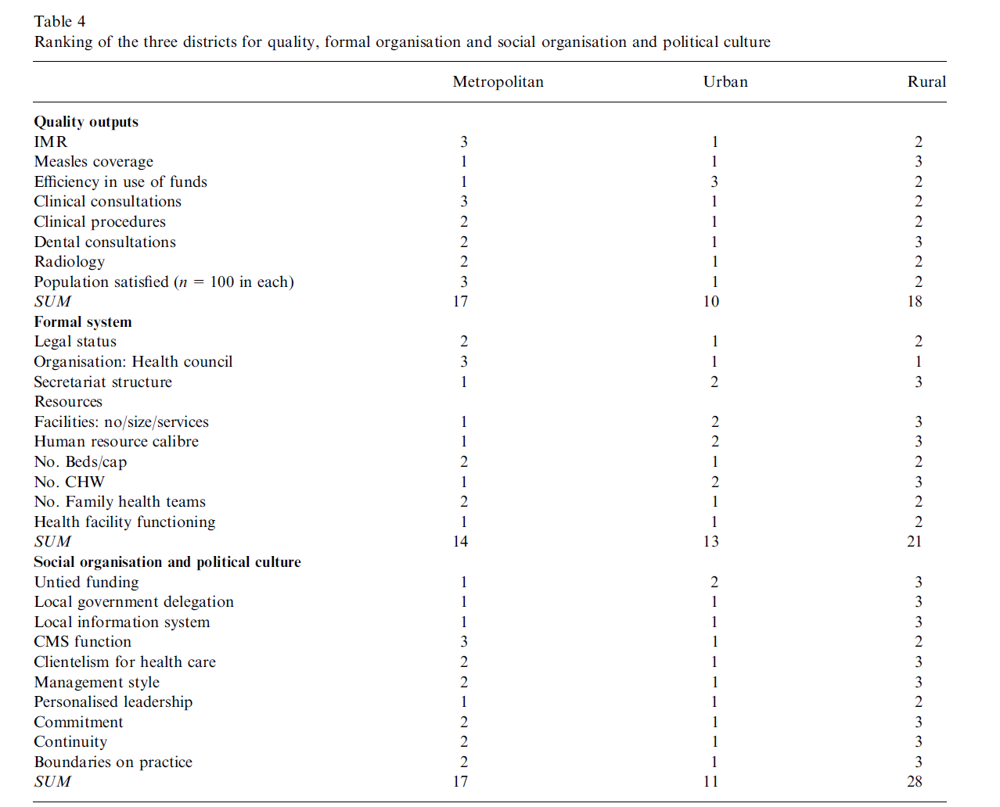 Table 4
Ranking of the three districts for quality, formal organisation and social organisation and political culture
Metropolitan Urban Rural
Quality outputs
IMR 3 1 2
Measles coverage 1 1 3
Efficiency in use of funds 1 3 2
Clinical consultations 3 1 2
Clinical procedures 2 1 2
Dental consultations 2 1 3
Radiology 2 1 2
Population satisfied (n = 100 in each) 3 1 2
SUM 17 10 18
Formal system
Legal status 2 1 2
Organisation: Health council 3 1 1
Secretariat structure 1 2 3
Resources
Facilities: no/size/services 1 2 3
Human resource calibre 1 2 3
No. Beds/cap 2 1 2
No. CHW 1 2 3
No. Family health teams 2 1 2
Health facility functioning 1 1 2
SUM 14 13 21
Social organisation and political culture
Untied funding 1 2 3
Local government delegation 1 1 3
Local information system 1 1 3
CMS function 3 1 2
Clientelism for health care 2 1 3
Management style 2 1 3
Personalised leadership 1 1 2
Commitment 2 1 3
Continuity 2 1 3
Boundaries on practice 2 1 3
SUM 17 11 28